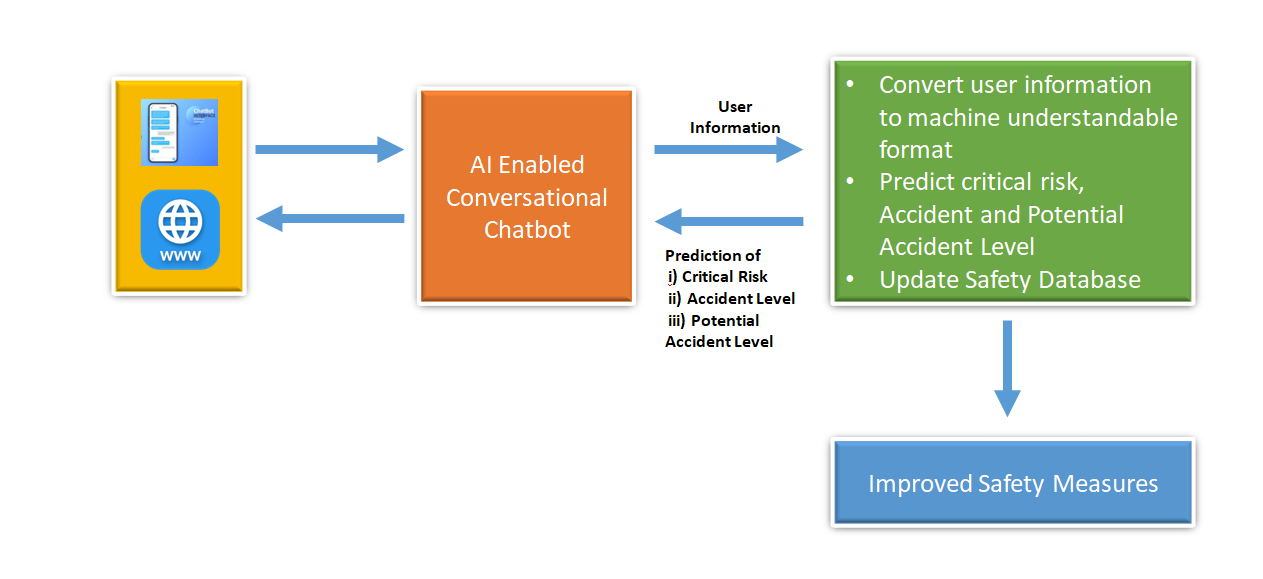 ChatBot
INTERFACE
WWW
AI Enabled
Conversational
Chatbot
User
Information
Prediction of
i) Critical Risk
ii) Accident Level
iii) Potential
Accident Level
• Convert user information
to machine understandable
format
• Predict critical risk,
Accident and Potential
Accident Level
• Update Safety Database
Improved Safety Measures